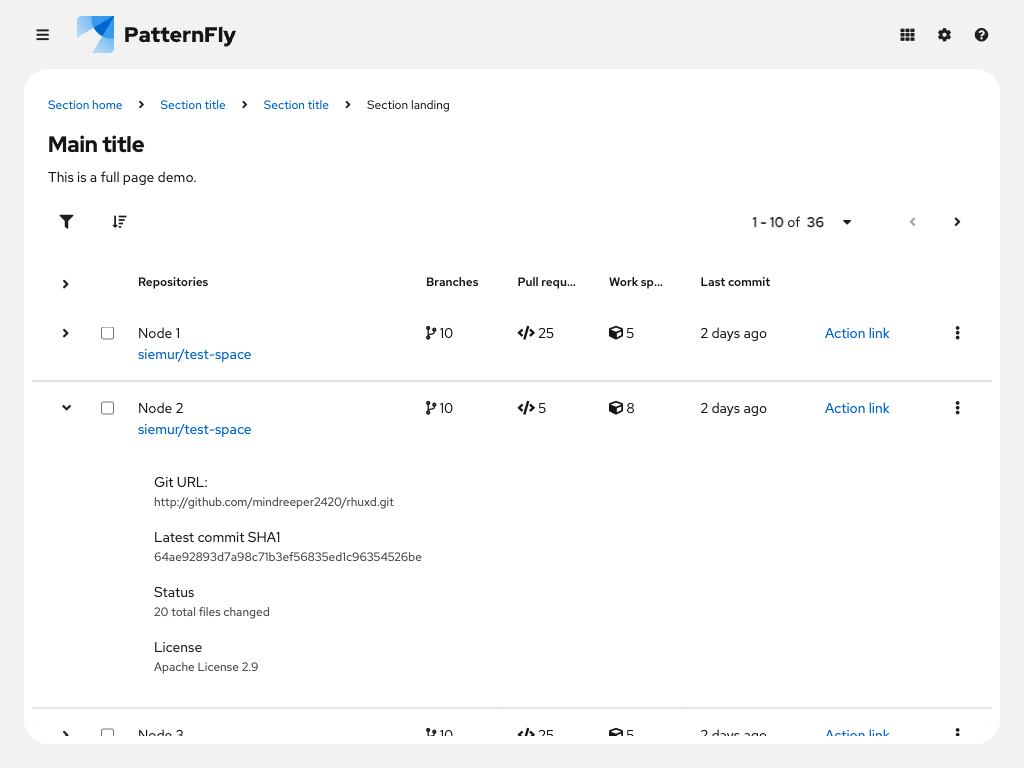 PatternFly
Section home Section title Section title Section landing
Main title
This is a full page demo.
1 - 10 of 36
Repositories Branches Pull requ... Work sp... Last commit
Node 1 10 25 5 2 days ago Action link
siemur/test-space
Node 2 10 5 8 2 days ago Action link
siemur/test-space
Git URL:
http://github.com/mindreeper2420/rhuxd.git
Latest commit SHA1
64ae92893d7a98c71b3ef56835ed1c96354526be
Status
20 total files changed
License
Apache License 2.9
Node 3 10 25 5 2 days ago Action link